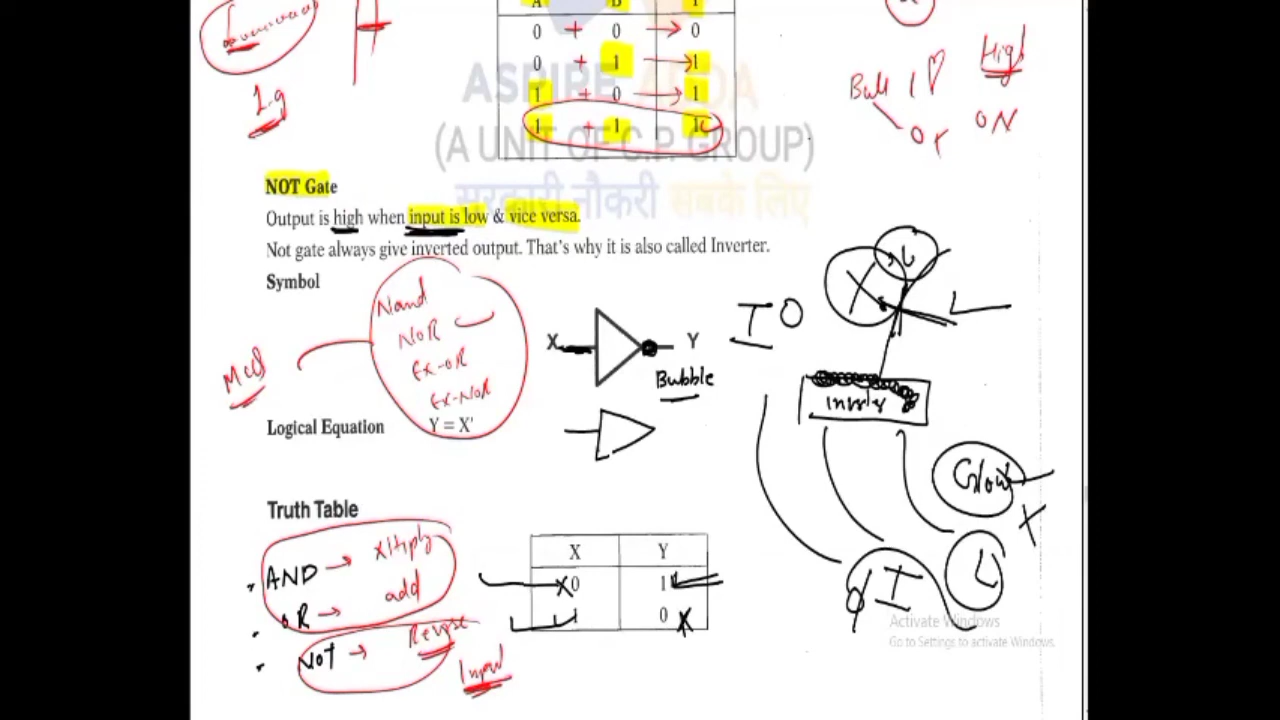 A B Y
0 + 0 → 0
0 + 1 → 1
1 + 0 → 1
1 + 1 1
High
Bulb 1
ON
ASPIRE
(A UNIT OF C.P. GROUP)
सरकारी नौकरी सबके लिए
NOT Gate
Output is high when input is low & vice versa.
Not gate always give inverted output. That's why it is also called Inverter.
Symbol
Nand
NOR
Ex-OR
Ex-NOR
X Y
Bubble
I O
Logical Equation Y = X'
Truth Table
X Y
0 1
1 0
AND → xltiply
OR → add
NOT → Reverse
Input
Activate Windows
Go to Settings to activate Windows.